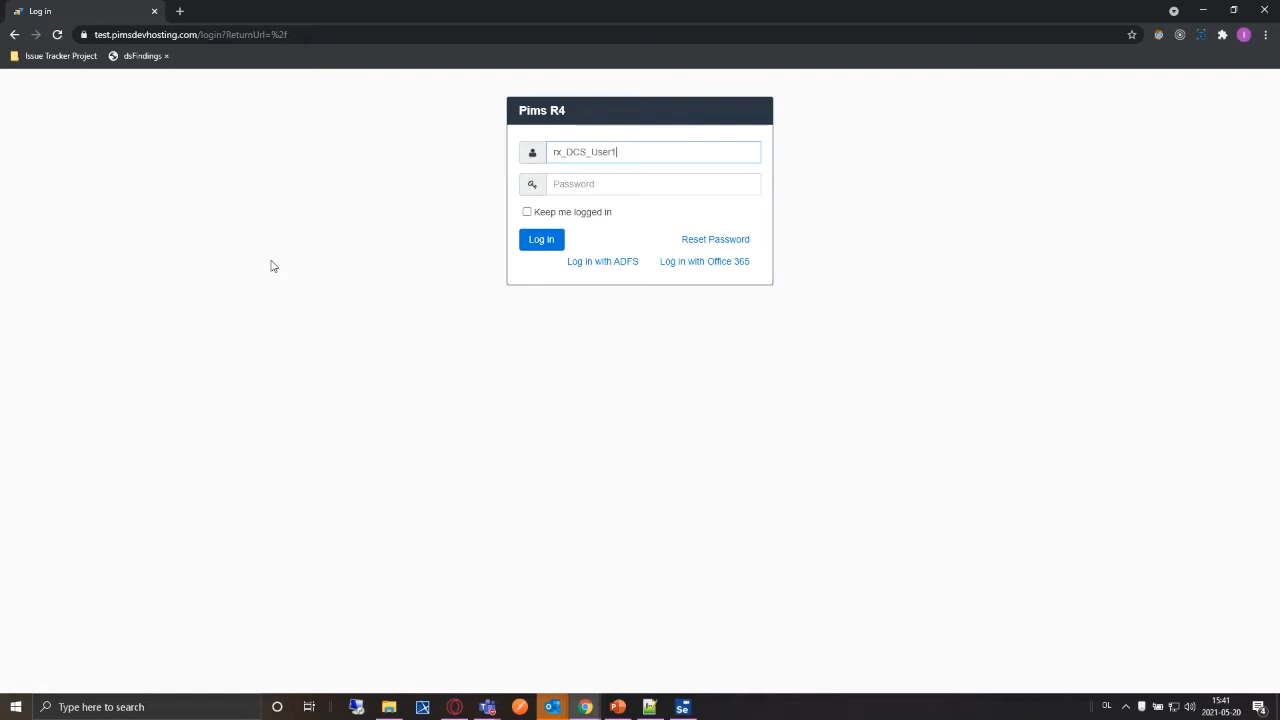 Log in
test.pimsdevhosting.com/login?ReturnUrl=%2f
Issue Tracker Project
dsFindings ×
Pims R4
rx_DCS_User1
Password
Keep me logged in
Log in
Reset Password
Log in with ADFS
Log in with Office 365
Type here to search
DL
15:41
2021-05-20